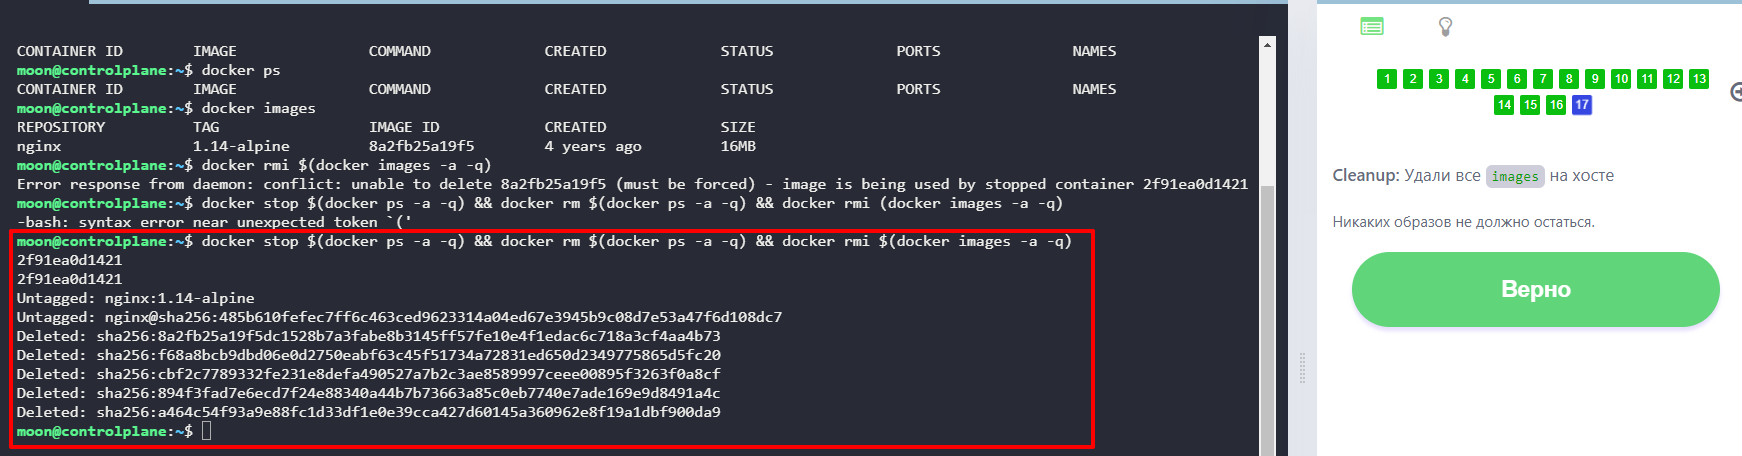 CONTAINER ID IMAGE COMMAND CREATED STATUS PORTS NAMES
moon@controlplane:~$ docker ps
CONTAINER ID IMAGE COMMAND CREATED STATUS PORTS NAMES
moon@controlplane:~$ docker images
REPOSITORY TAG IMAGE ID CREATED SIZE
nginx 1.14-alpine 8a2fb25a19f5 4 years ago 16MB
moon@controlplane:~$ docker rmi $(docker images -a -q)
Error response from daemon: conflict: unable to delete 8a2fb25a19f5 (must be forced) - image is being used by stopped container 2f91ea0d1421
moon@controlplane:~$ docker stop $(docker ps -a -q) && docker rm $(docker ps -a -q) && docker rmi (docker images -a -q)
-bash: syntax error near unexpected token `('
moon@controlplane:~$ docker stop $(docker ps -a -q) && docker rm $(docker ps -a -q) && docker rmi $(docker images -a -q)
2f91ea0d1421
2f91ea0d1421
Untagged: nginx:1.14-alpine
Untagged: nginx@sha256:485b610fefec7ff6c463ced9623314a04ed67e3945b9c08d7e53a47f6d108dc7
Deleted: sha256:8a2fb25a19f5dc1528b7a3fabe8b3145ff57fe10e4f1edac6c718a3cf4aa4b73
Deleted: sha256:f68a8bcb9dbd06e0d2750eabf63c45f51734a72831ed650d2349775865d5fc20
Deleted: sha256:cbf2c7789332fe231e8defa490527a7b2c3ae8589997ceee00895f3263f0a8cf
Deleted: sha256:894f3fad7e6ecd7f24e88340a44b7b73663a85c0eb7740e7ade169e9d8491a4c
Deleted: sha256:a464c54f93a9e88fc1d33df1e0e39cca427d60145a360962e8f19a1dbf900da9
moon@controlplane:~$
1 2 3 4 5 6 7 8 9 10 11 12 13
14 15 16 17
Cleanup: Удали все images на хосте
Никаких образов не должно остаться.
Верно